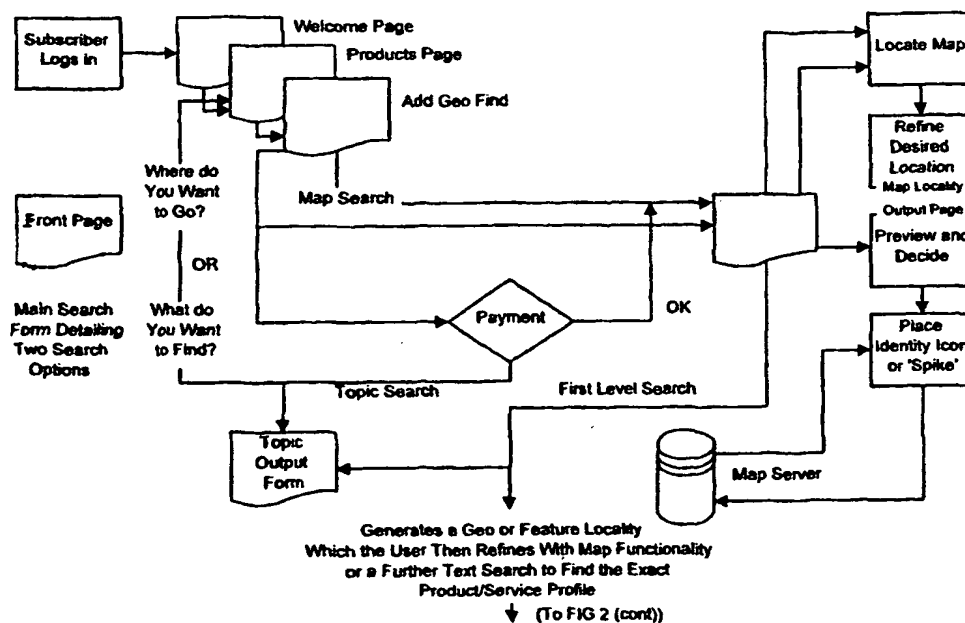 Welcome Page
Subscriber
Logs in
Products Page
Add Geo Find
Where do
You Want
to Go?
Map Search
Front Page
OR
Main Search
Form Detailing
Two Search
Options
What do
You Want
to Find?
Payment
OK
Topic Search
First Level Search
Topic
Output
Form
Locate Map
Refine
Desired
Location
Map Locality
Output Page
Preview and
Decide
Place
Identity Icon
or 'Spike'
Map Server
Generates a Geo or Feature Locality
Which the User Then Refines With Map Functionality
or a Further Text Search to Find the Exact
Product/Service Profile
(To FIG 2 (cont))